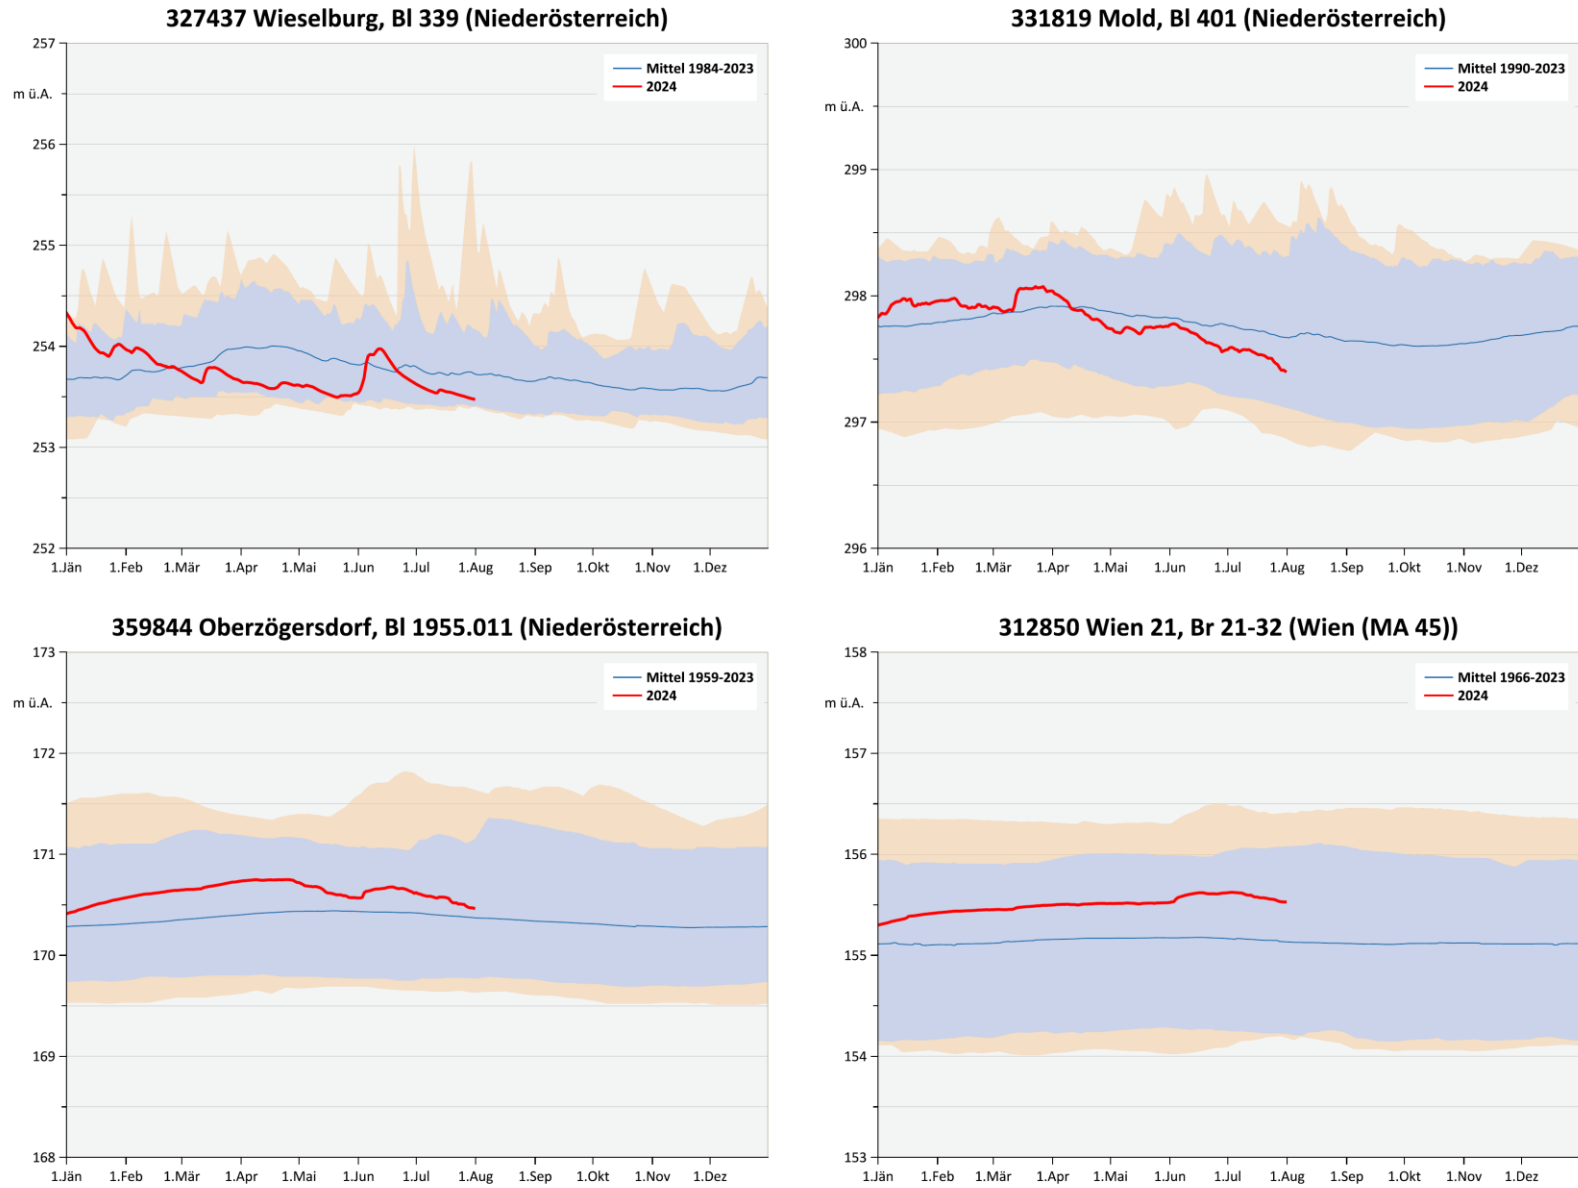 327437 Wieselburg, Bl 339 (Niederösterreich)
257
m ü.A.
256
255
254
253
252
Mittel 1984-2023
2024
1.Jän 1.Feb 1.Mär 1.Apr 1.Mai 1.Jun 1.Jul 1.Aug 1.Sep 1.Okt 1.Nov 1.Dez
331819 Mold, Bl 401 (Niederösterreich)
300
m ü.A.
299
298
297
296
Mittel 1990-2023
2024
1.Jän 1.Feb 1.Mär 1.Apr 1.Mai 1.Jun 1.Jul 1.Aug 1.Sep 1.Okt 1.Nov 1.Dez
359844 Oberzögersdorf, Bl 1955.011 (Niederösterreich)
173
m ü.A.
172
171
170
169
168
Mittel 1959-2023
2024
1.Jän 1.Feb 1.Mär 1.Apr 1.Mai 1.Jun 1.Jul 1.Aug 1.Sep 1.Okt 1.Nov 1.Dez
312850 Wien 21, Br 21-32 (Wien (MA 45))
158
m ü.A.
157
156
155
154
153
Mittel 1966-2023
2024
1.Jän 1.Feb 1.Mär 1.Apr 1.Mai 1.Jun 1.Jul 1.Aug 1.Sep 1.Okt 1.Nov 1.Dez